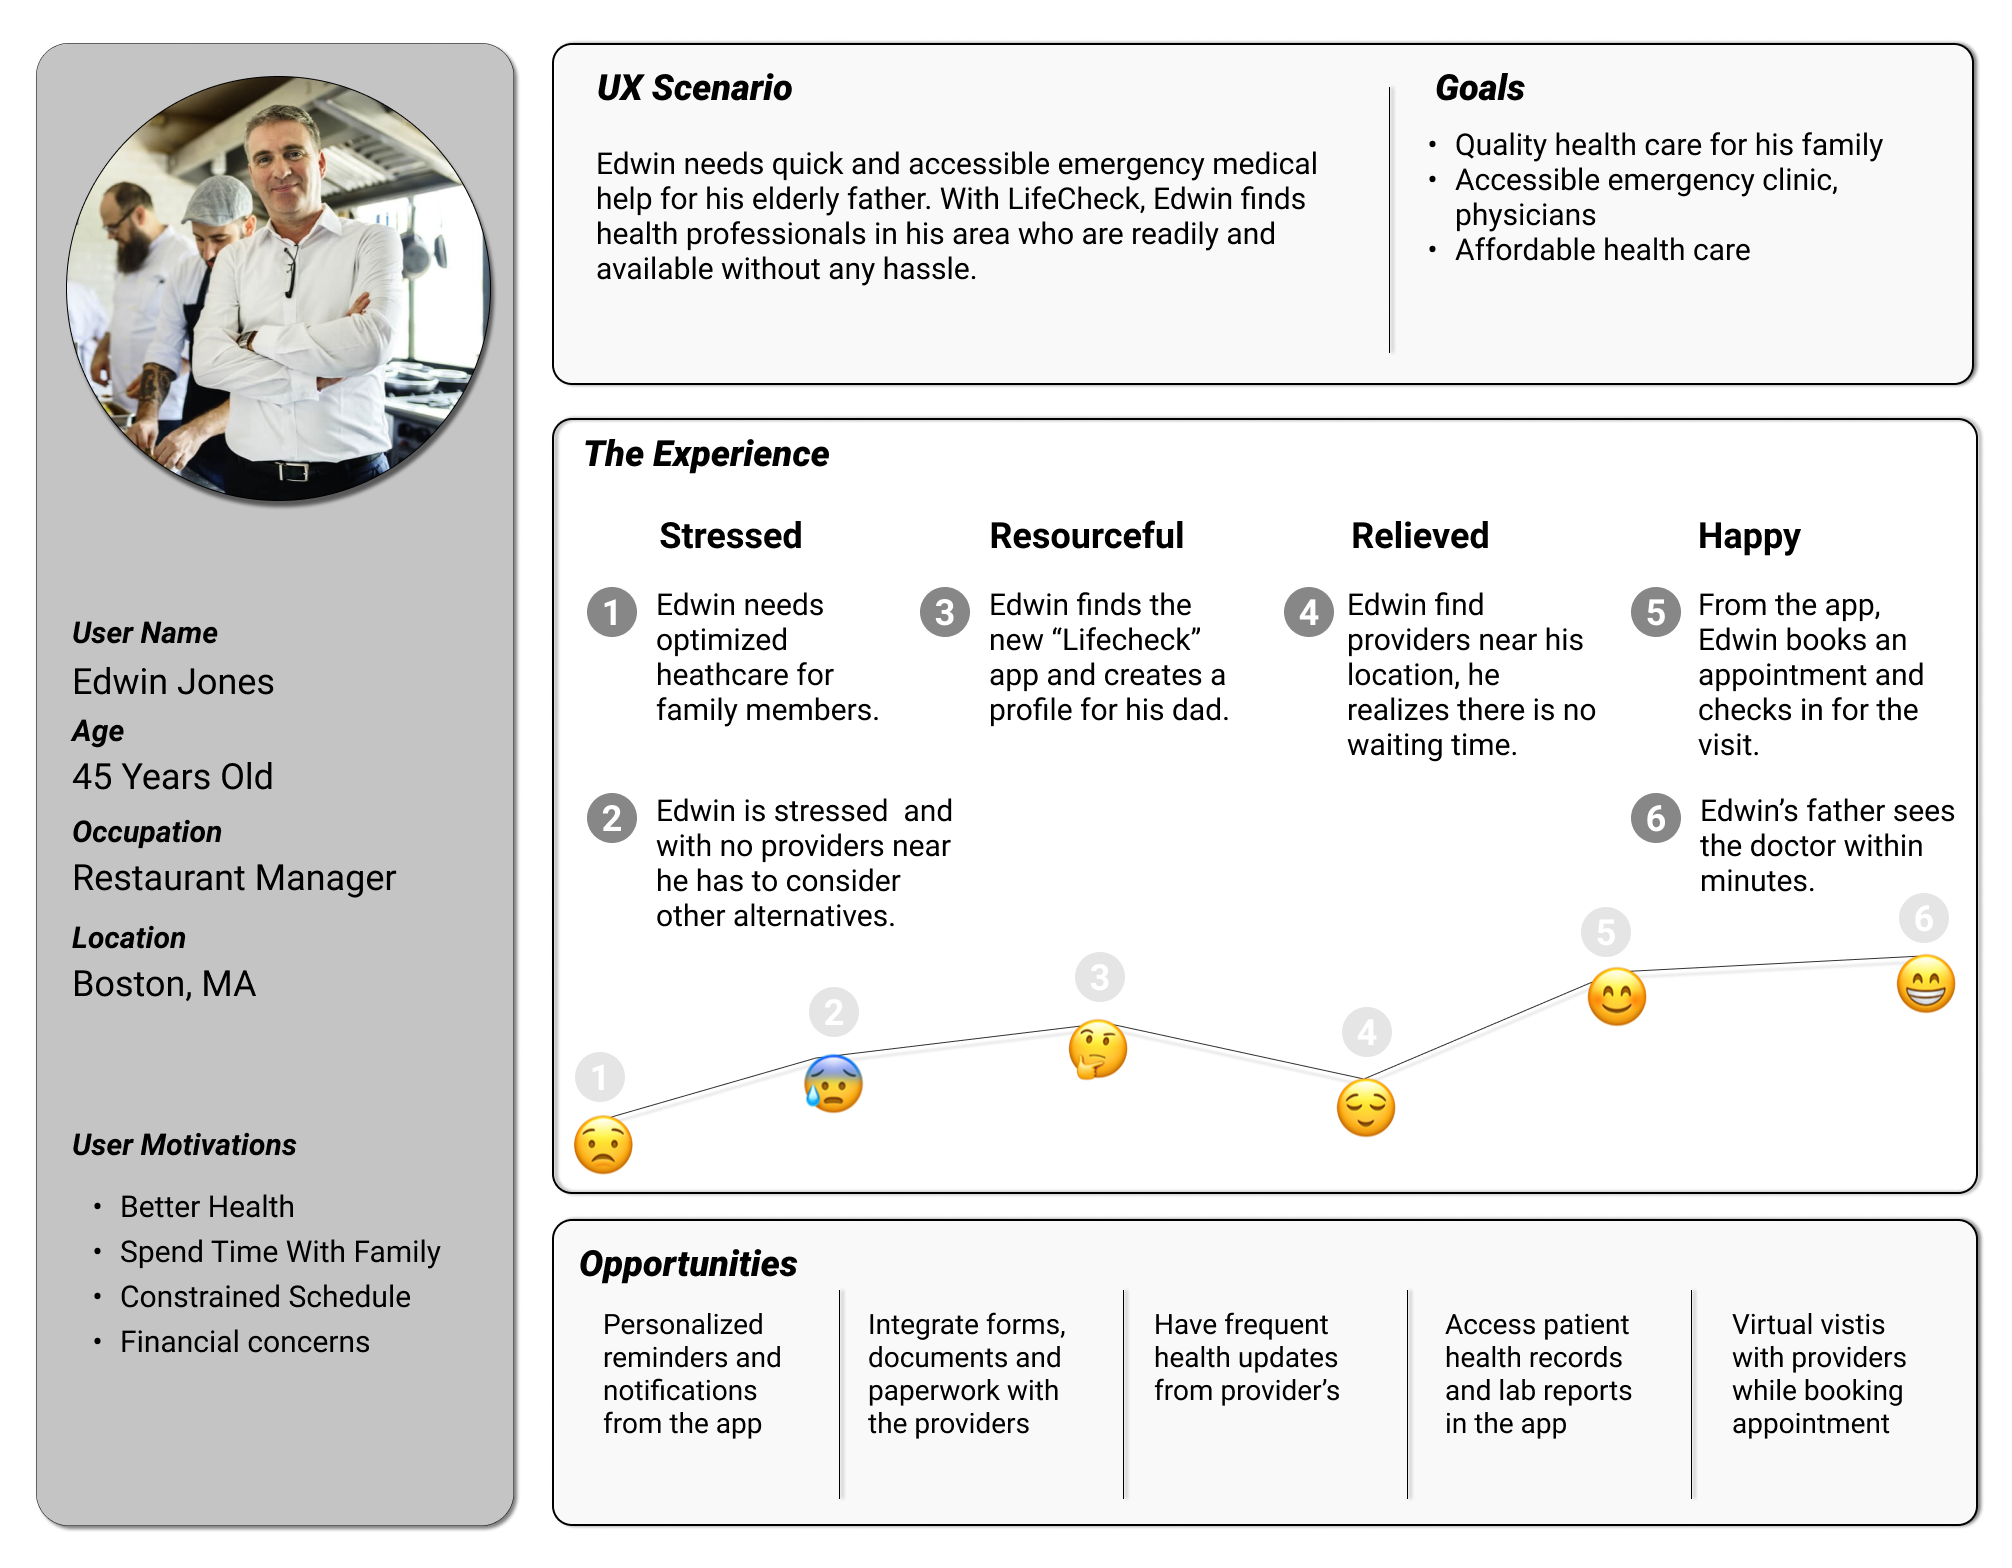 User Name
Edwin Jones
Age
45 Years Old
Occupation
Restaurant Manager
Location
Boston, MA
User Motivations
• Better Health
• Spend Time With Family
• Constrained Schedule
• Financial concerns
UX Scenario
Edwin needs quick and accessible emergency medical
help for his elderly father. With LifeCheck, Edwin finds
health professionals in his area who are readily and
available without any hassle.
Goals
• Quality health care for his family
• Accessible emergency clinic,
physicians
• Affordable health care
The Experience
Stressed
1
Edwin needs
optimized
heathcare for
family members.
2
Edwin is stressed  and
with no providers near
he has to consider
other alternatives.
Resourceful
3
Edwin finds the
new “Lifecheck”
app and creates a
profile for his dad.
Relieved
4
Edwin find
providers near his
location, he
realizes there is no
waiting time.
Happy
5
From the app,
Edwin books an
appointment and
checks in for the
visit.
6
Edwin’s father sees
the doctor within
minutes.
1
2
3
4
5
6
Opportunities
Personalized
reminders and
notifications
from the app
Integrate forms,
documents and
paperwork with
the providers
Have frequent
health updates
from provider’s
Access patient
health records
and lab reports
in the app
Virtual vistis
with providers
while booking
appointment